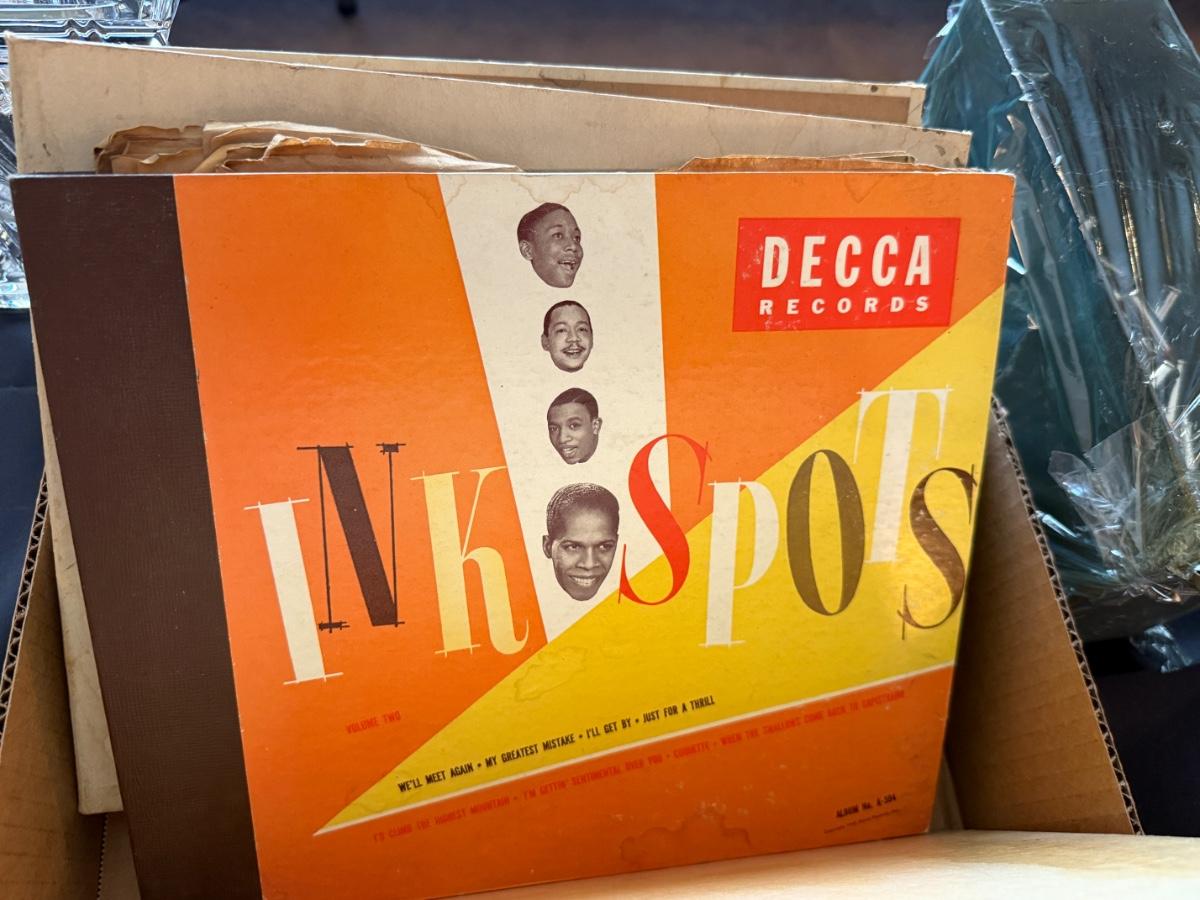 DECCA
RECORDS
INK SPOTS
VOLUME TWO
WE'LL MEET AGAIN • MY GREATEST MISTAKE • I'LL GET BY • JUST FOR A THRILL
I'D CLIMB THE HIGHEST MOUNTAIN • I'M GETTIN' SENTIMENTAL OVER YOU • COQUETTE • WHEN THE SWALLOWS COME BACK TO CAPISTRANO
ALBUM No. A-504